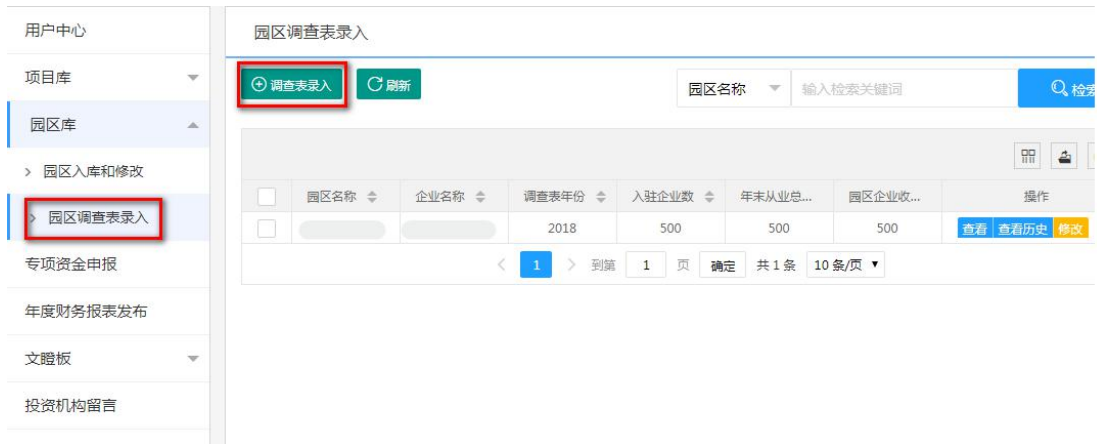 用户中心
项目库
园区库
园区入库和修改
园区调查表录入
专项资金申报
年度财务报表发布
文瞪板
投资机构留言
园区调查表录入
调查表录入 刷新 园区名称 输入检索关键词 检索
园区名称 企业名称 调查表年份 入驻企业数 年末从业总... 园区企业收... 操作
2018 500 500 500 查看 查看历史 修改
1 到第 1 页 确定 共 1 条 10 条/页